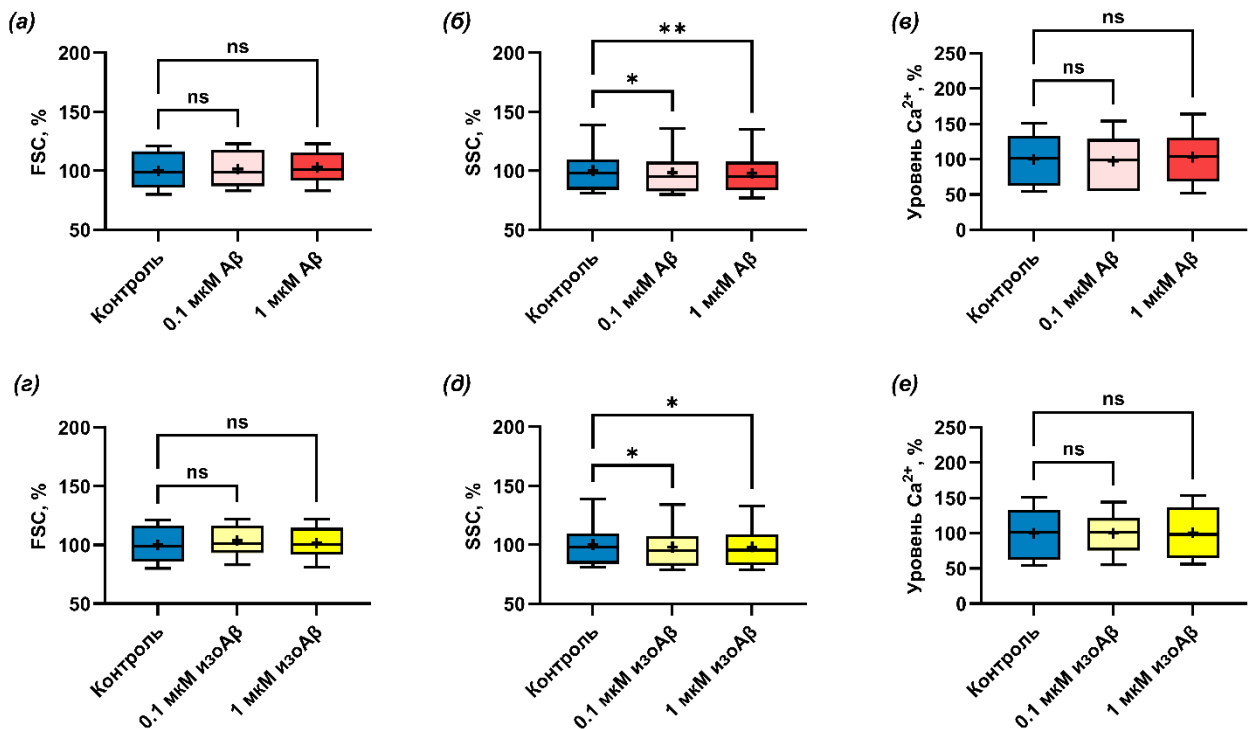 (а)
FSC, %
200
150
100
50
ns
ns
Контроль
0.1 мкМ Aβ
1 мкМ Aβ
(б)
SSC, %
200
150
100
50
**
*
Контроль
0.1 мкМ Aβ
1 мкМ Aβ
(в)
Уровень Ca²⁺, %
250
200
150
100
50
0
ns
ns
Контроль
0.1 мкМ Aβ
1 мкМ Aβ
(г)
FSC, %
200
150
100
50
ns
ns
Контроль
0.1 мкМ изоAβ
1 мкМ изоAβ
(д)
SSC, %
200
150
100
50
*
*
Контроль
0.1 мкМ изоAβ
1 мкМ изоAβ
(е)
Уровень Ca²⁺, %
250
200
150
100
50
0
ns
ns
Контроль
0.1 мкМ изоAβ
1 мкМ изоAβ